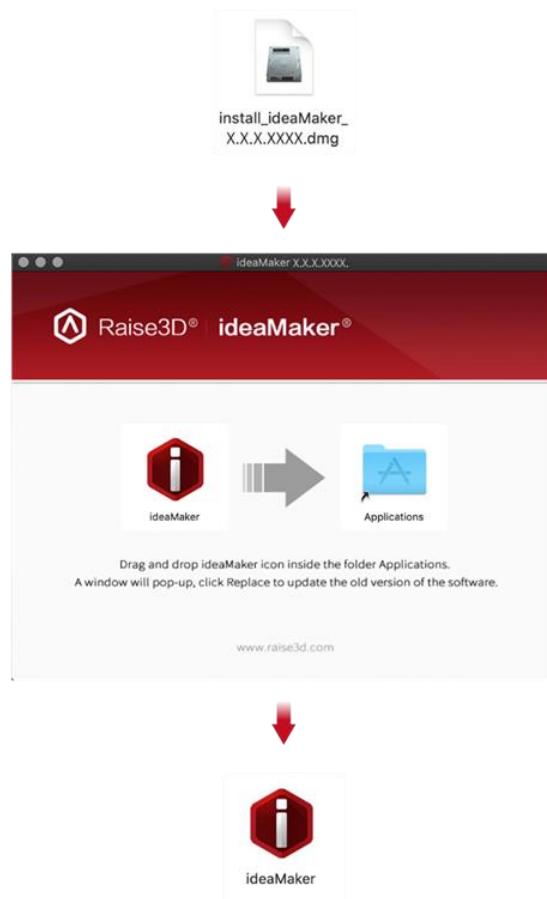 install_ideaMaker_
X.X.X.XXXX.dmg
ideaMaker X.X.X.XXXX.
Raise3D® ideaMaker®
ideaMaker
Applications
Drag and drop ideaMaker icon inside the folder Applications.
A window will pop-up, click Replace to update the old version of the software.
www.raise3d.com
ideaMaker